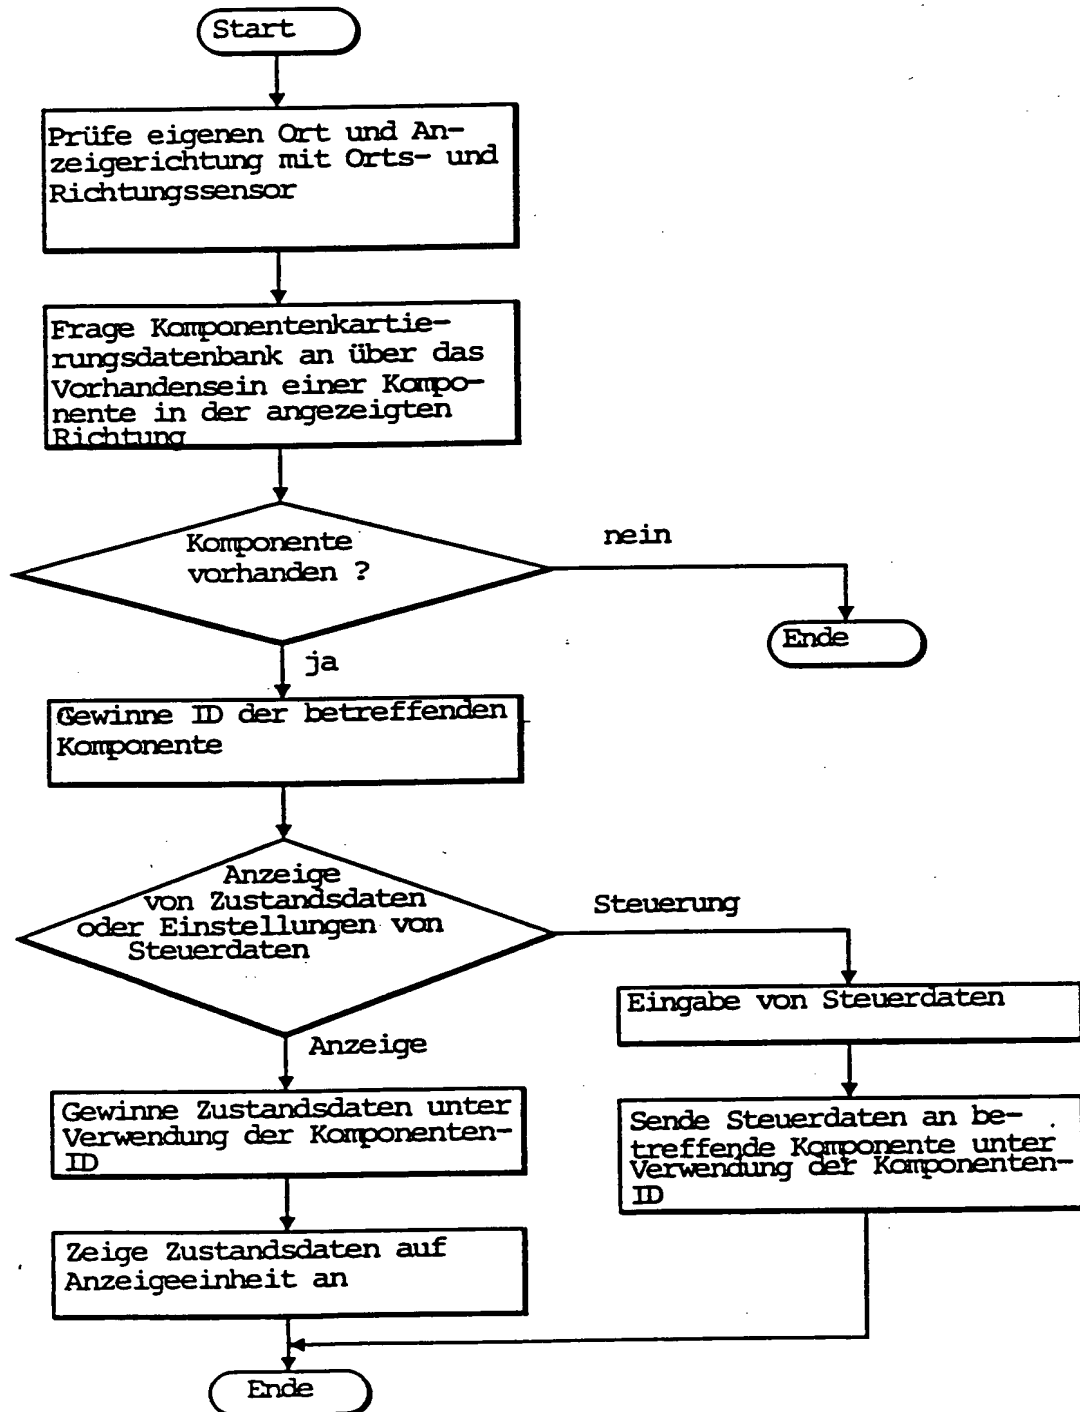 Start
Prüfe eigenen Ort und An-
zeigerichtung mit Orts- und
Richtungssensor
Frage Komponentenkartie-
rungsdatenbank an über das
Vorhandensein einer Kompo-
nente in der angezeigten
Richtung
Komponente
vorhanden ?
nein
Ende
ja
Gewinne ID der betreffenden
Komponente
Anzeige
von Zustandsdaten
oder Einstellungen von
Steuerdaten
Steuerung
Eingabe von Steuerdaten
Anzeige
Gewinne Zustandsdaten unter
Verwendung der Komponenten-
ID
Sende Steuerdaten an be-
treffende Komponente unter
Verwendung der Komponenten-
ID
Zeige Zustandsdaten auf
Anzeigeeinheit an
Ende